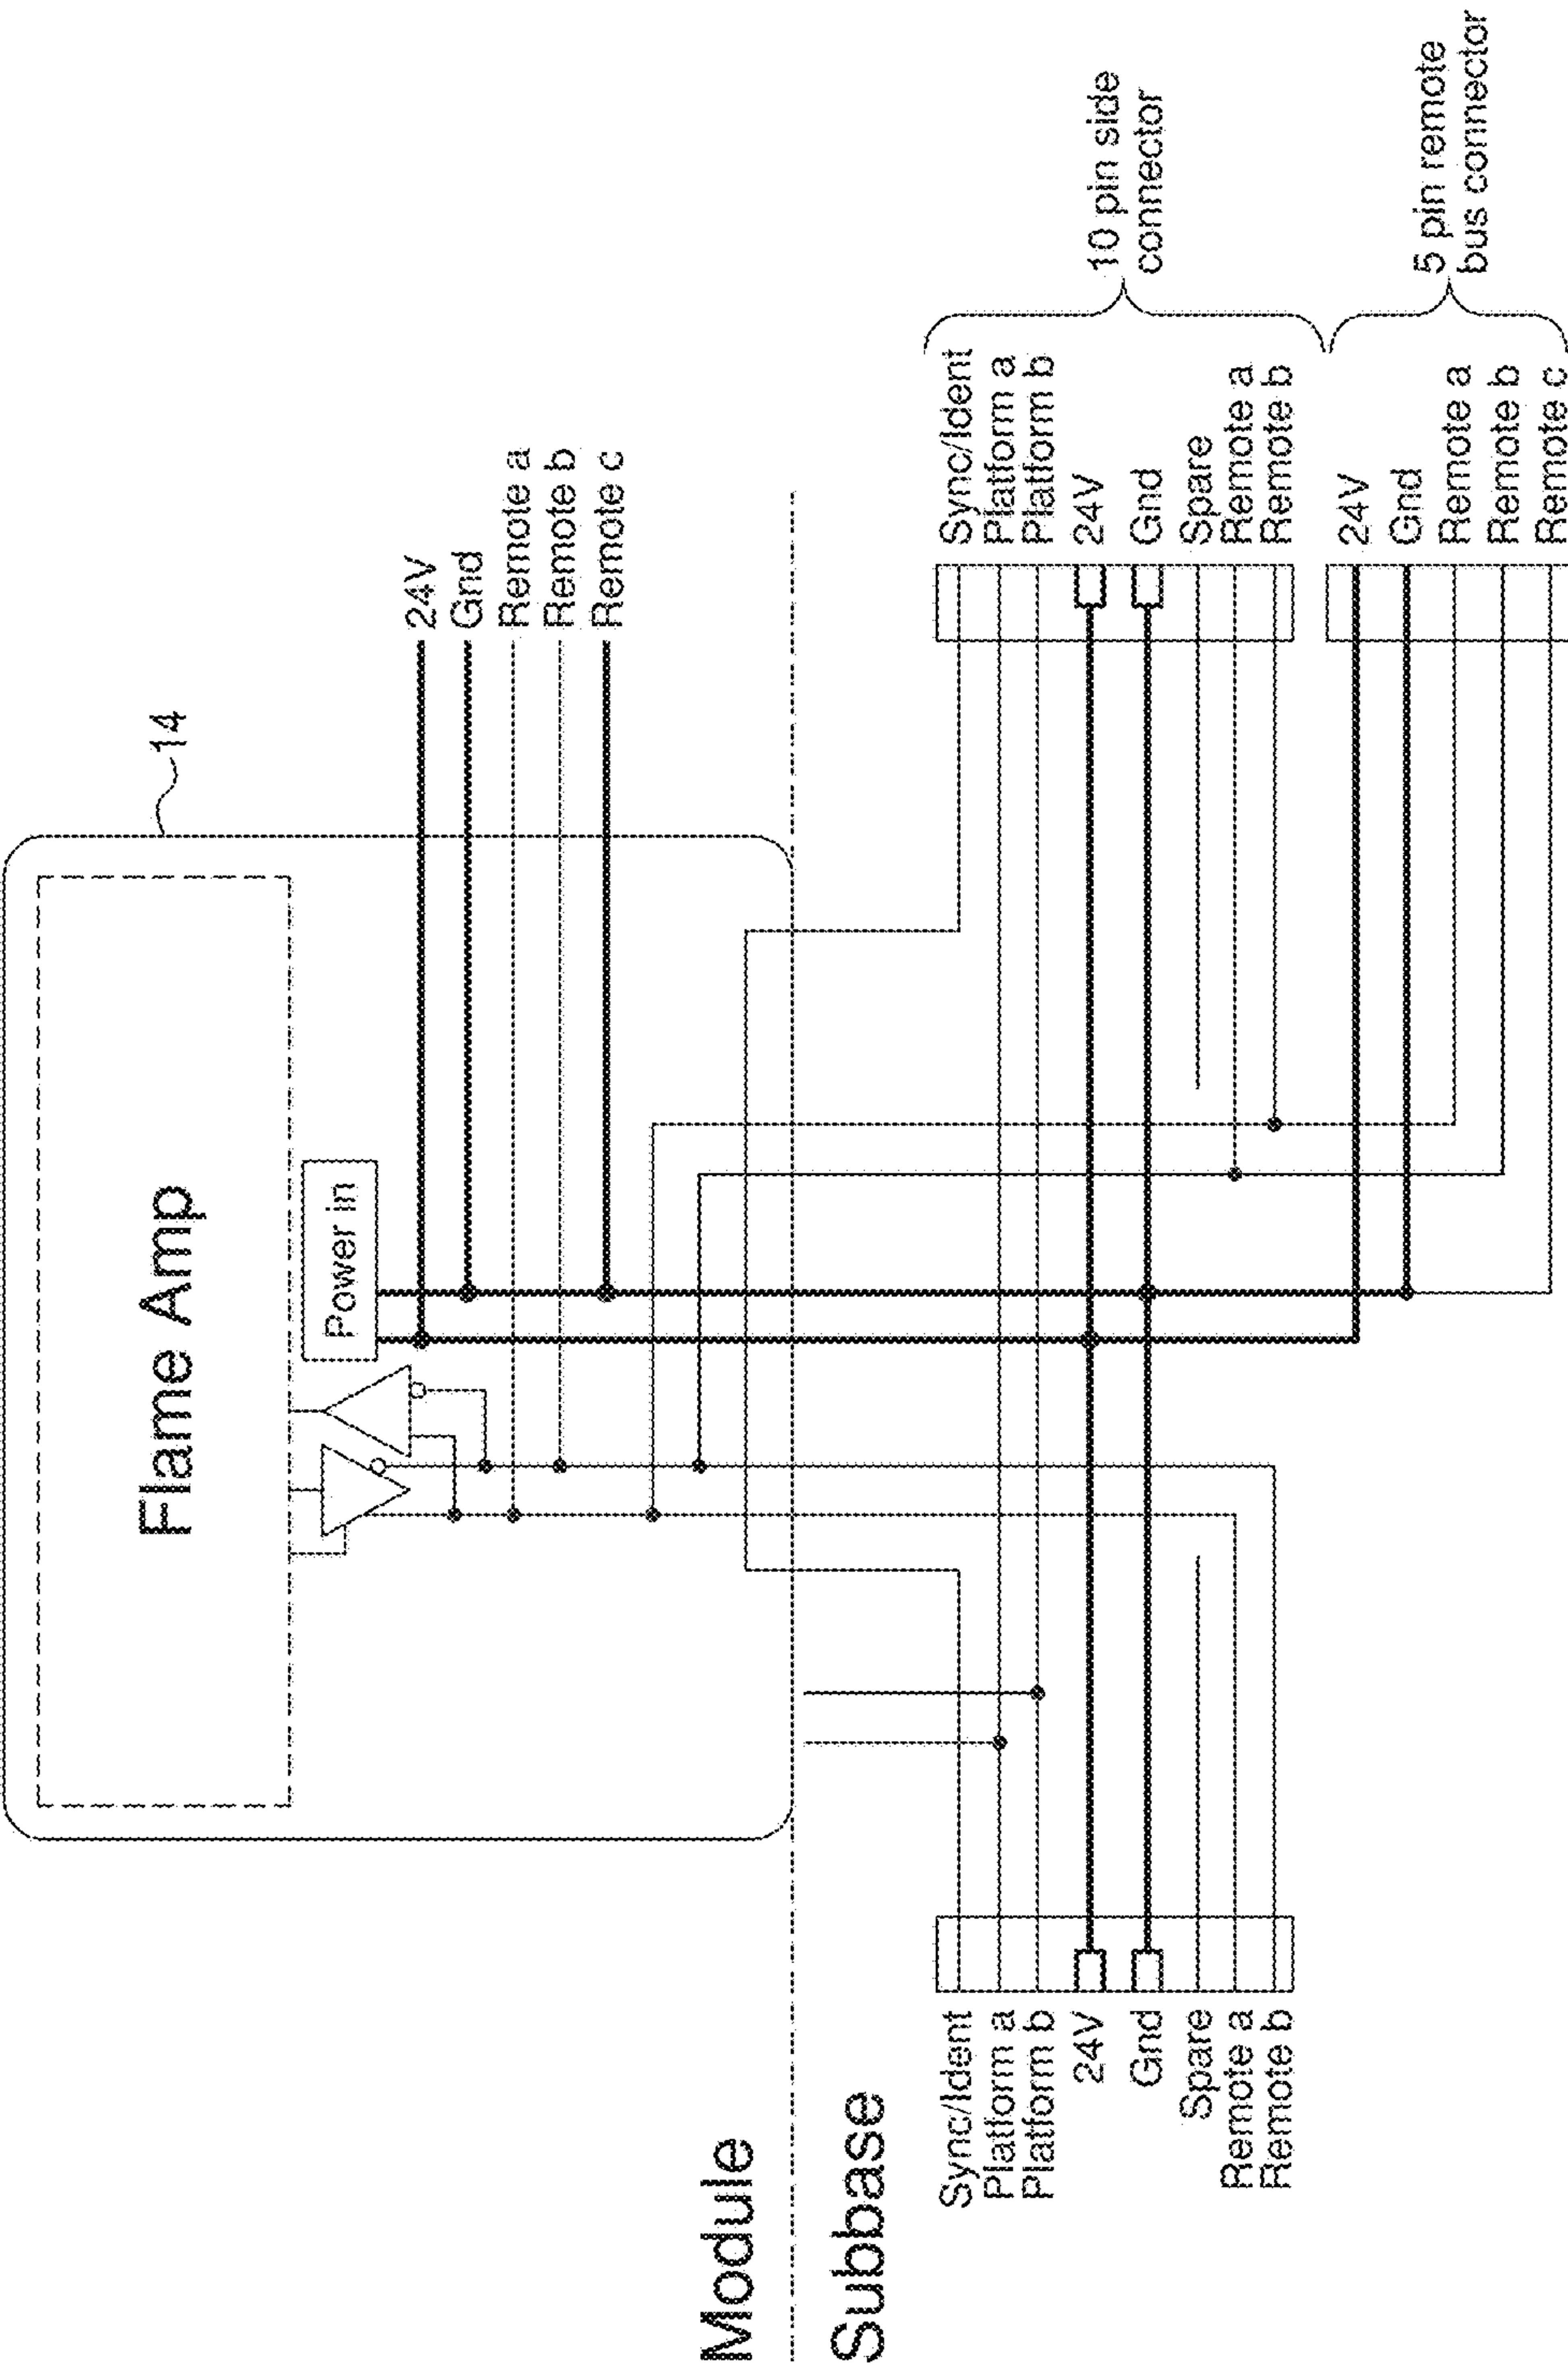 14
Flame Amp
Power in
24V
Gnd
Remote a
Remote b
Remote c
Module
Subbase
Sync/Ident
Platform a
Platform b
24V
Gnd
Spare
Remote a
Remote b
Sync/Ident
Platform a
Platform b
24V
Gnd
Spare
Remote a
Remote b
10 pin side
connector
24V
Gnd
Remote a
Remote b
Remote c
5 pin remote
bus connector